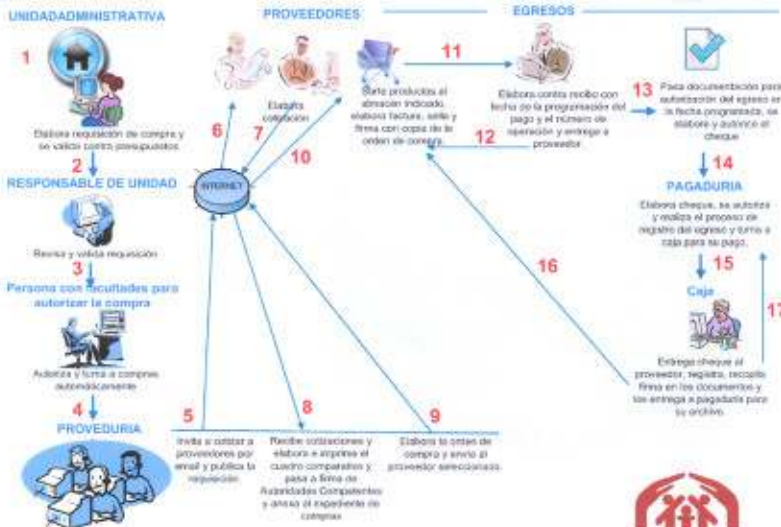 UNIDADADMINISTRATIVA
1
Elabora requisición de compra y
se valida contra presupuestos
2
RESPONSABLE DE UNIDAD
Revisa y valida requisición
3
Persona con facultades para
autorizar la compra
Autoriza y turna a compras
automáticamente
4
PROVEDURIA
PROVEEDORES
Elabora
cotización
6
7
10
INTERNET
Surte productos al
almacén indicado,
elabora factura, sella y
firma con copia de la
orden de compra.
11
12
EGRESOS
Elabora contra recibo con
fecha de la programación del
pago y el número de
operación y entrega a
proveedor.
13
Pasa documentación para
autorización del egreso en
la fecha programada, se
elabora y autorice el
cheque
14
PAGADURIA
Elabora cheque, se autoriza
y realiza el proceso de
registro del egreso y turna a
caja para su pago.
15
16
17
Caja
Entrega cheque al
proveedor, registra, recopila
firma en los documentos y
los entrega a pagaduría para
su archivo.
5
Invita a cotizar a
proveedores por
email y publica la
requisición
8
Recibe cotizaciones y
elabora e imprime el
cuadro comparativo y
pasa a firma de
Autoridades Competentes
y anexa al expediente de
compras
9
Elabora la orden de
compra y envía al
proveedor seleccionado.